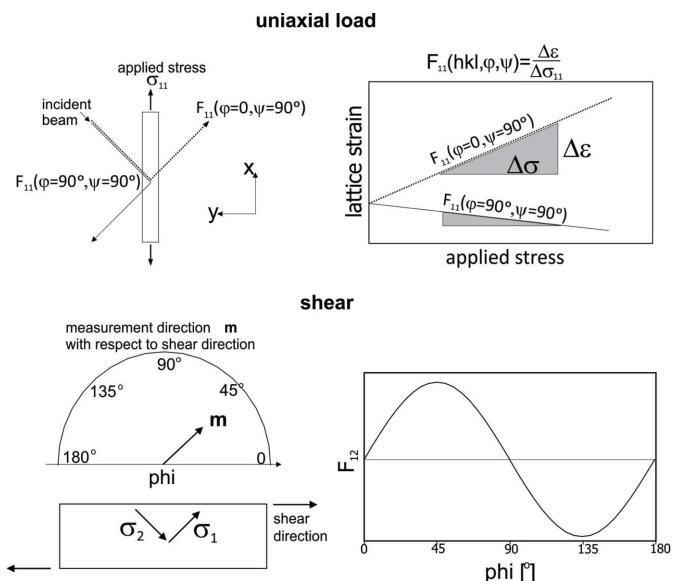 uniaxial load
applied stress
σ₁₁
incident
beam
F₁₁(φ=0,ψ=90°)
F₁₁(φ=90°,ψ=90°)
x
y
F₁₁(hkl,φ,ψ)=Δε/Δσ₁₁
lattice strain
F₁₁(φ=0,ψ=90°)
Δσ
Δε
F₁₁(φ=90°,ψ=90°)
applied stress
shear
measurement direction m
with respect to shear direction
90°
135°
45°
m
180°
0
phi
σ₂
σ₁
shear
direction
F₁₂
0
45
90
135
180
phi [°]